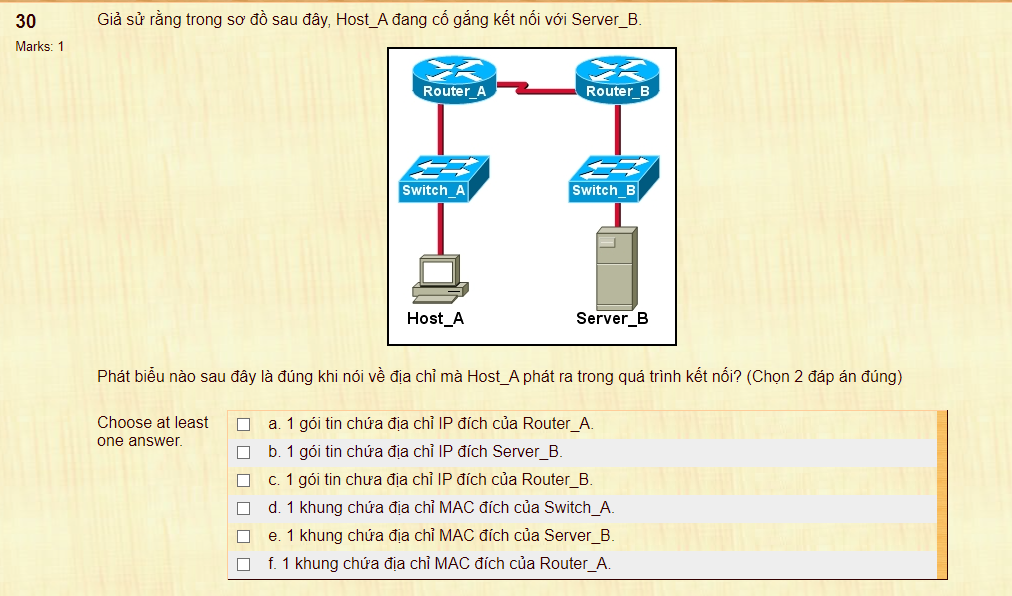 30
Marks: 1
Giả sử rằng trong sơ đồ sau đây, Host_A đang cố gắng kết nối với Server_B.
Router_A
Router_B
Switch_A
Switch_B
Host_A
Server_B
Phát biểu nào sau đây là đúng khi nói về địa chỉ mà Host_A phát ra trong quá trình kết nối? (Chọn 2 đáp án đúng)
Choose at least
one answer.
a. 1 gói tin chứa địa chỉ IP đích của Router_A.
b. 1 gói tin chứa địa chỉ IP đích Server_B.
c. 1 gói tin chưa địa chỉ IP đích của Router_B.
d. 1 khung chứa địa chỉ MAC đích của Switch_A.
e. 1 khung chứa địa chỉ MAC đích của Server_B.
f. 1 khung chứa địa chỉ MAC đích của Router_A.